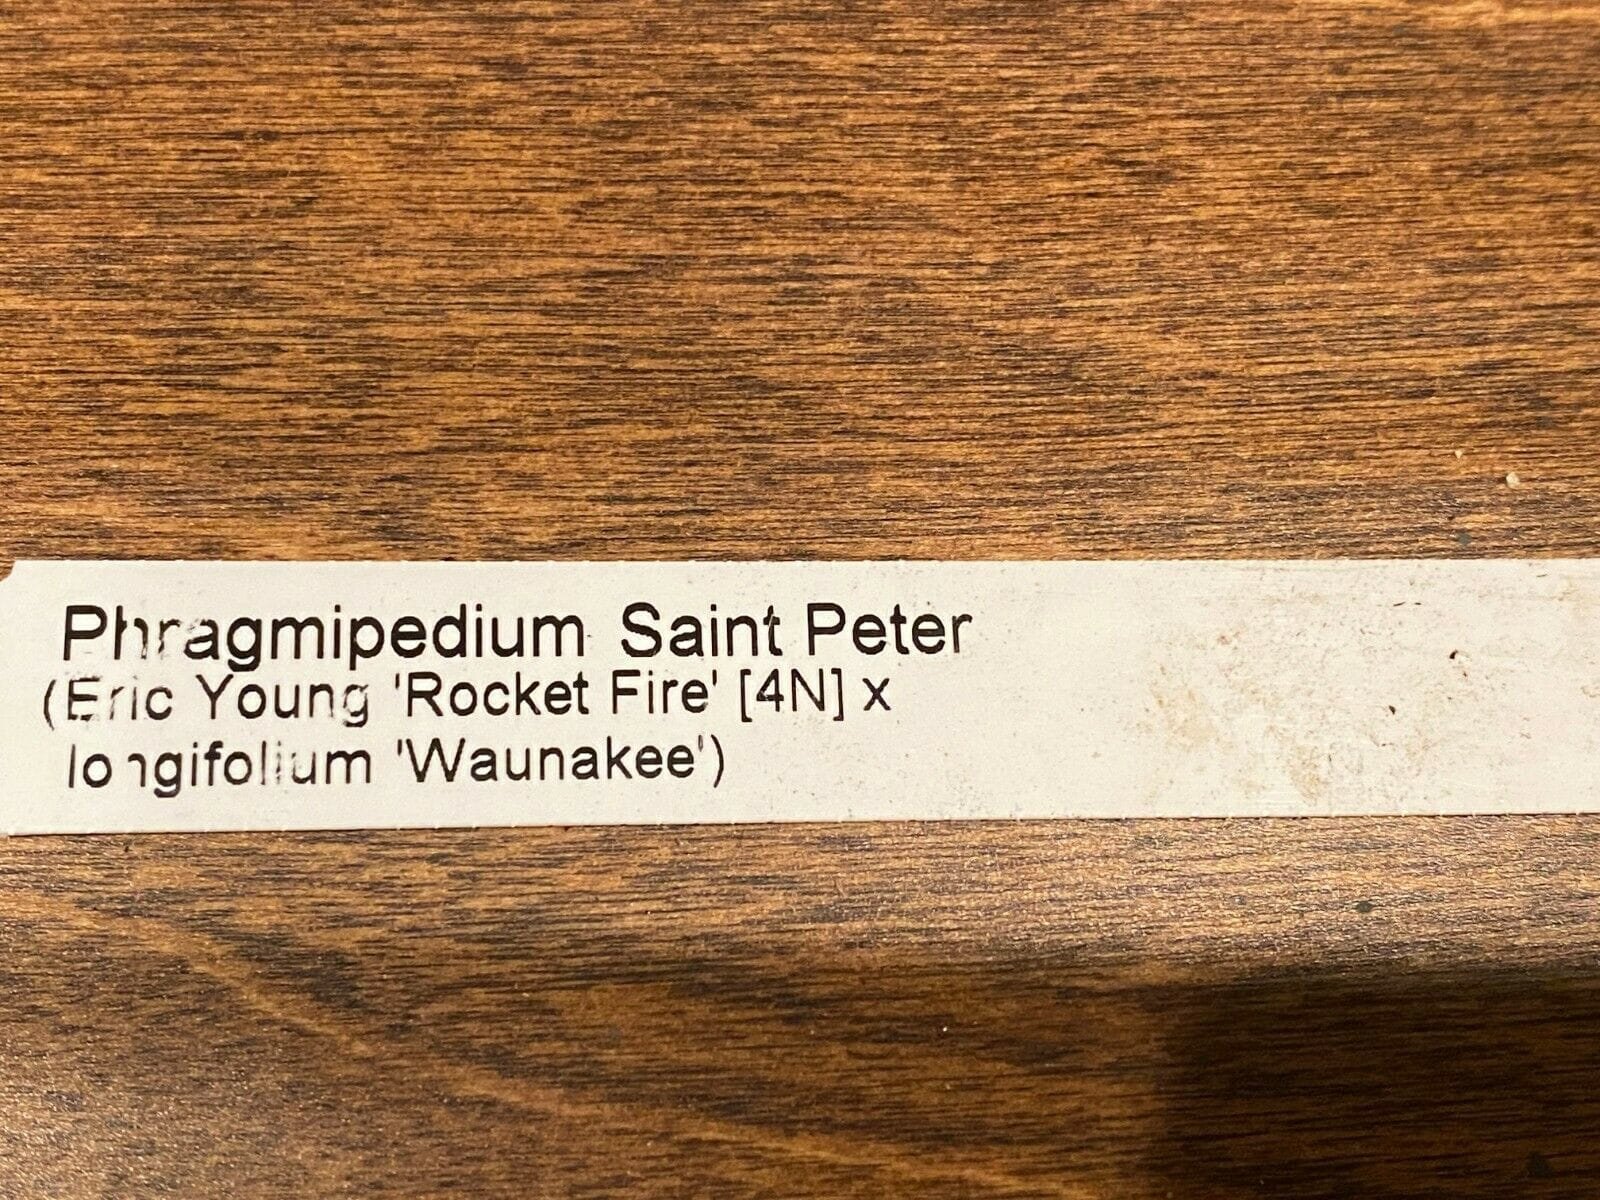 Phragmipedium Saint Peter
(Eric Young 'Rocket Fire' [4N] x
longifolium 'Waunakee')